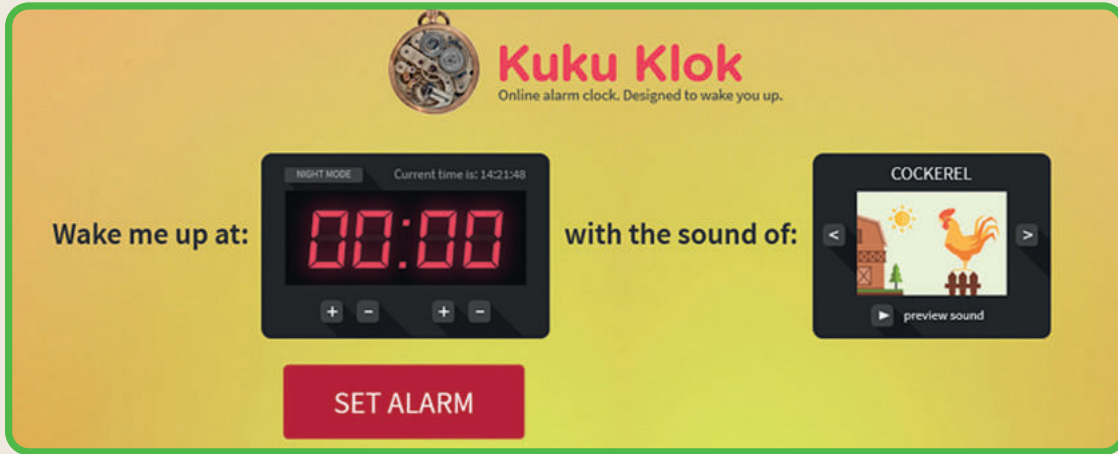 Kuku Klok
Online alarm clock. Designed to wake you up.
NIGHT MODE Current time is: 14:21:48
COCKEREL
Wake me up at:
00:00
with the sound of:
<
>
+ - + -
preview sound
SET ALARM